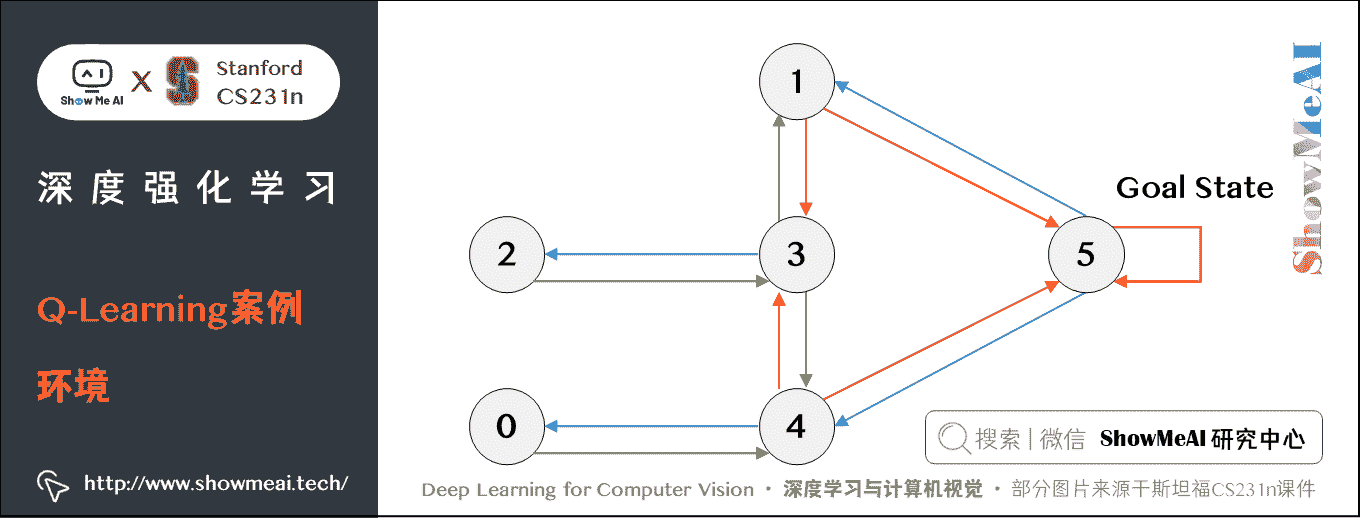 Show Me AI
X
S
Stanford
CS231n
深度强化学习
Q-Learning案例
环境
http://www.showmeai.tech/
1
2
3
5
0
4
Goal State
ShowMeAI
搜索 | 微信 ShowMeAI 研究中心
Deep Learning for Computer Vision · 深度学习与计算机视觉 · 部分图片来源于斯坦福CS231n课件